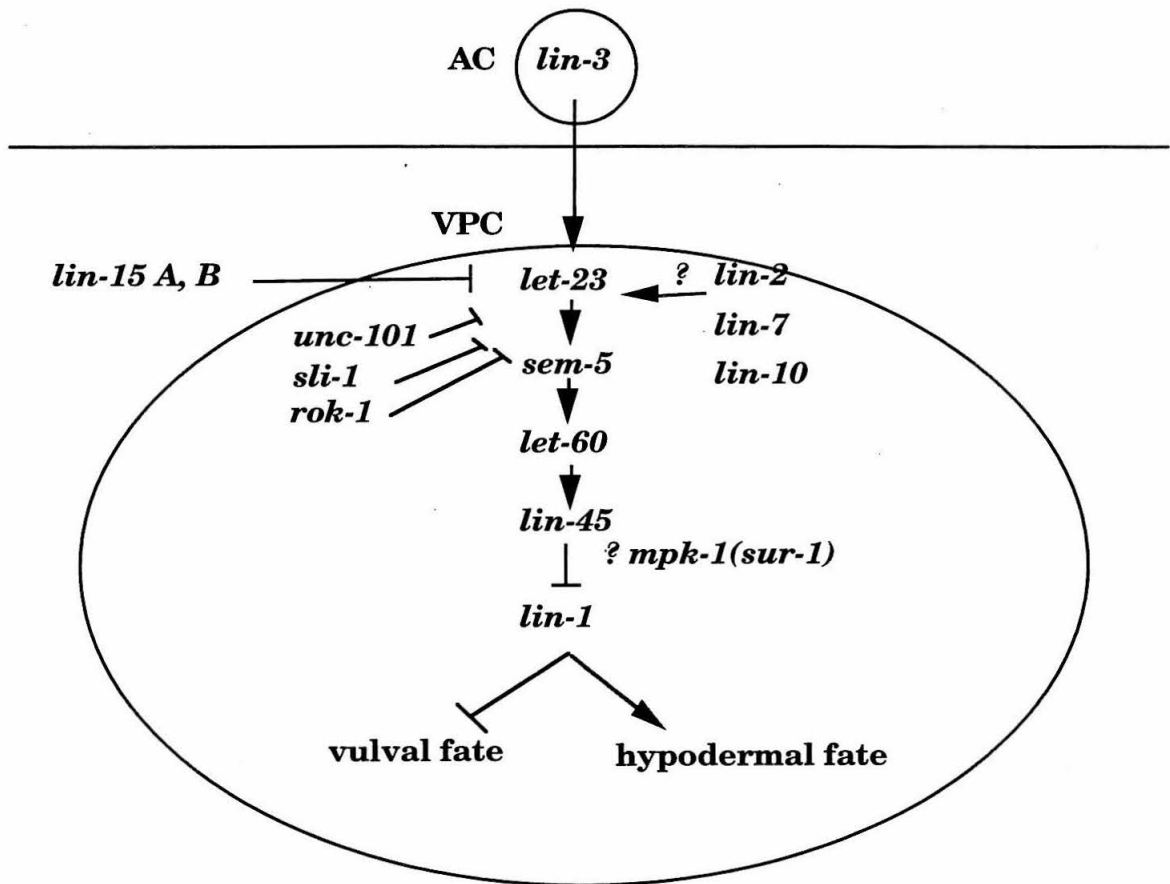 AC lin-3
VPC
lin-15 A, B
let-23
? lin-2
unc-101
lin-7
sli-1
sem-5
lin-10
rok-1
let-60
lin-45
? mpk-1(sur-1)
lin-1
vulval fate
hypodermal fate